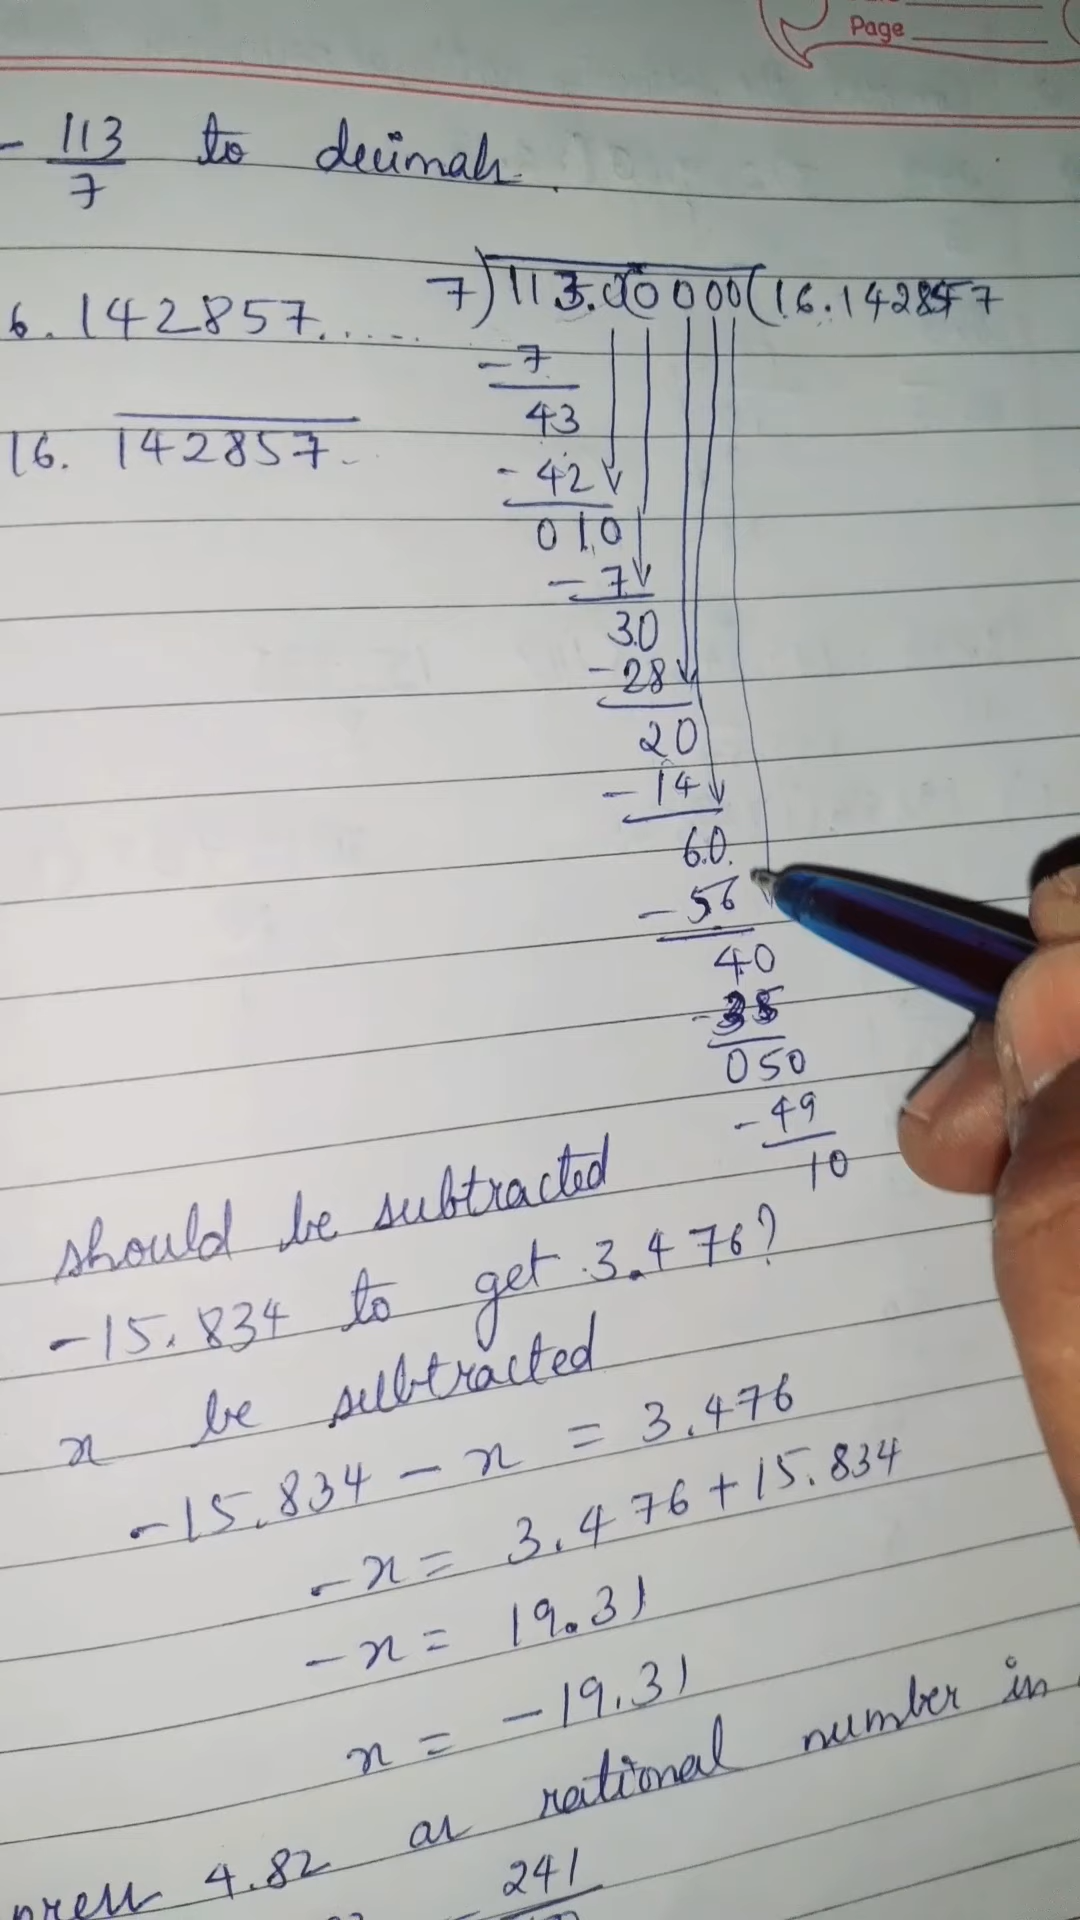 Page
- 113/7 to decimals.
7)113.00000(16.142857
6.142857......
-7
43
16. 142857
-42
010
-7
30
-28
20
-14
60
-56
40
-35
050
-49
10
should be subtracted
-15.834 to get 3.476?
x be subtracted
-15.834 - x = 3.476
-x = 3.476 + 15.834
-x = 19.31
x = -19.31
4.82 as rational number in
241